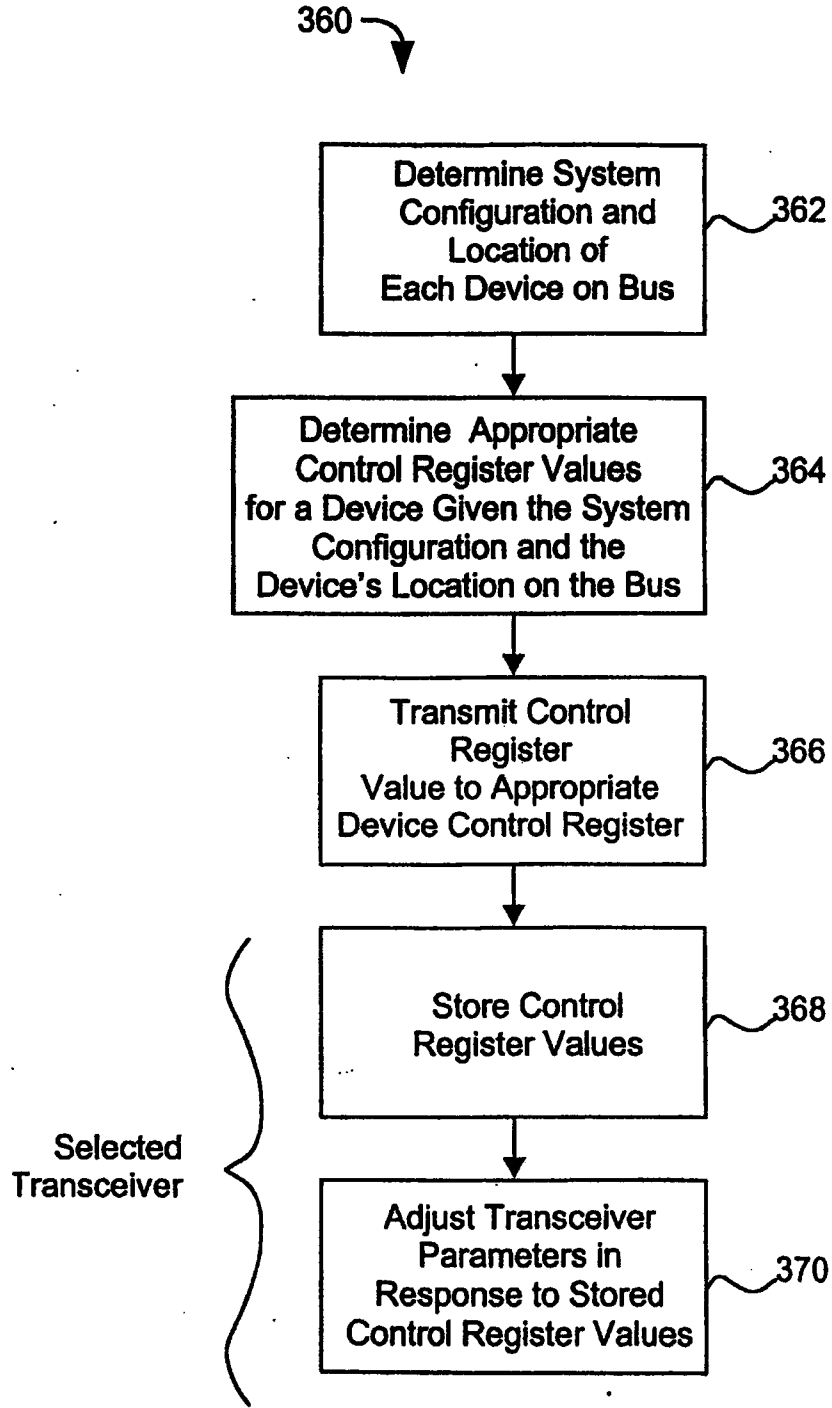 360
Determine System
Configuration and
Location of
Each Device on Bus
362
Determine Appropriate
Control Register Values
for a Device Given the System
Configuration and the
Device's Location on the Bus
364
Transmit Control
Register
Value to Appropriate
Device Control Register
366
Store Control
Register Values
368
Selected
Transceiver
Adjust Transceiver
Parameters in
Response to Stored
Control Register Values
370